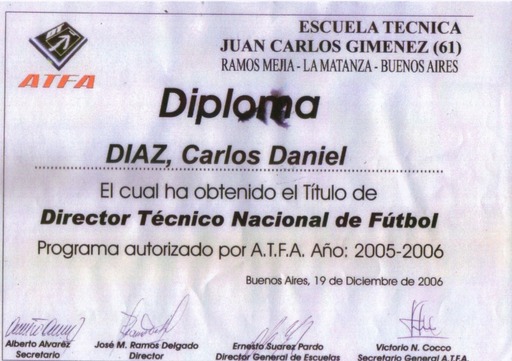 ESCUELA TECNICA
JUAN CARLOS GIMENEZ (61)
RAMOS MEJIA - LA MATANZA - BUENOS AIRES
ATFA
Diploma
DIAZ, Carlos Daniel
El cual ha obtenido el Título de
Director Técnico Nacional de Fútbol
Programa autorizado por A.T.F.A. Año: 2005-2006
Buenos Aires, 19 de Diciembre de 2006
Alberto Alvaréz
Secretario
José M. Ramos Delgado
Director
Ernesto Suarez Pardo
Director General de Escuelas
Victorio N. Cocco
Secretario General A.T.F.A.